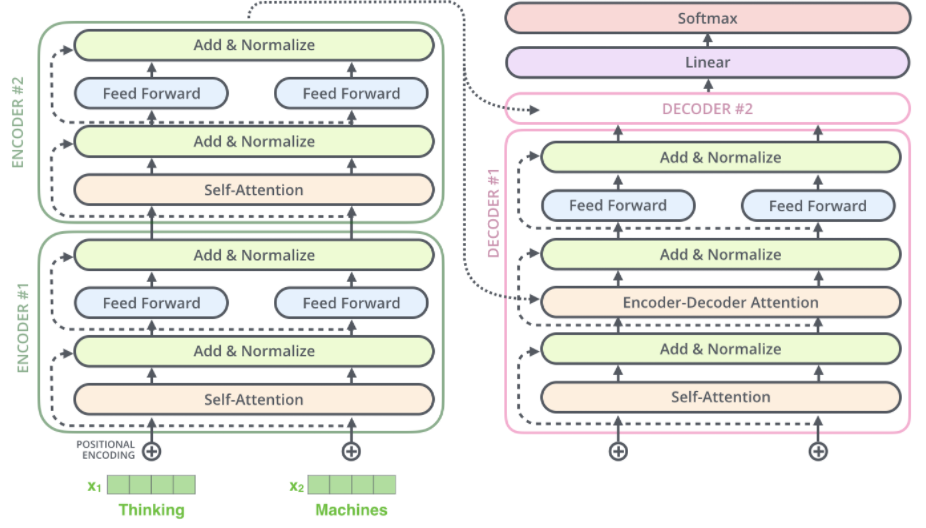 Softmax
Linear
DECODER #2
DECODER #1
Add & Normalize
Feed Forward
Feed Forward
Add & Normalize
Encoder-Decoder Attention
Add & Normalize
Self-Attention
ENCODER #2
Add & Normalize
Feed Forward
Feed Forward
Add & Normalize
Self-Attention
ENCODER #1
Add & Normalize
Feed Forward
Feed Forward
Add & Normalize
Self-Attention
POSITIONAL
ENCODING
x₁
x₂
Thinking
Machines